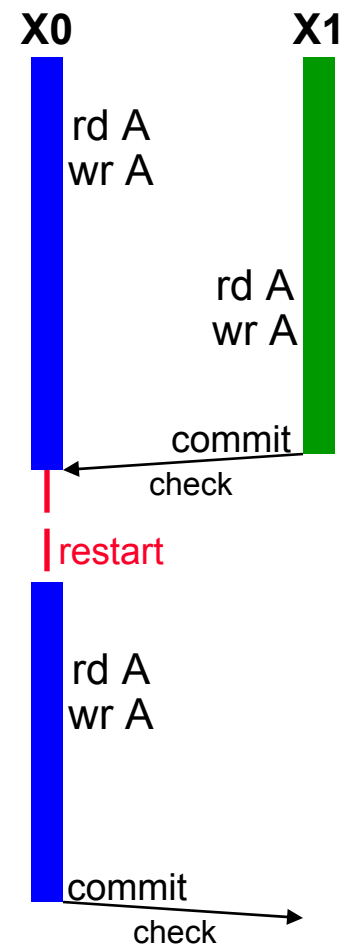 X0 X1
rd A
wr A
rd A
wr A
commit
check
restart
rd A
wr A
commit
check